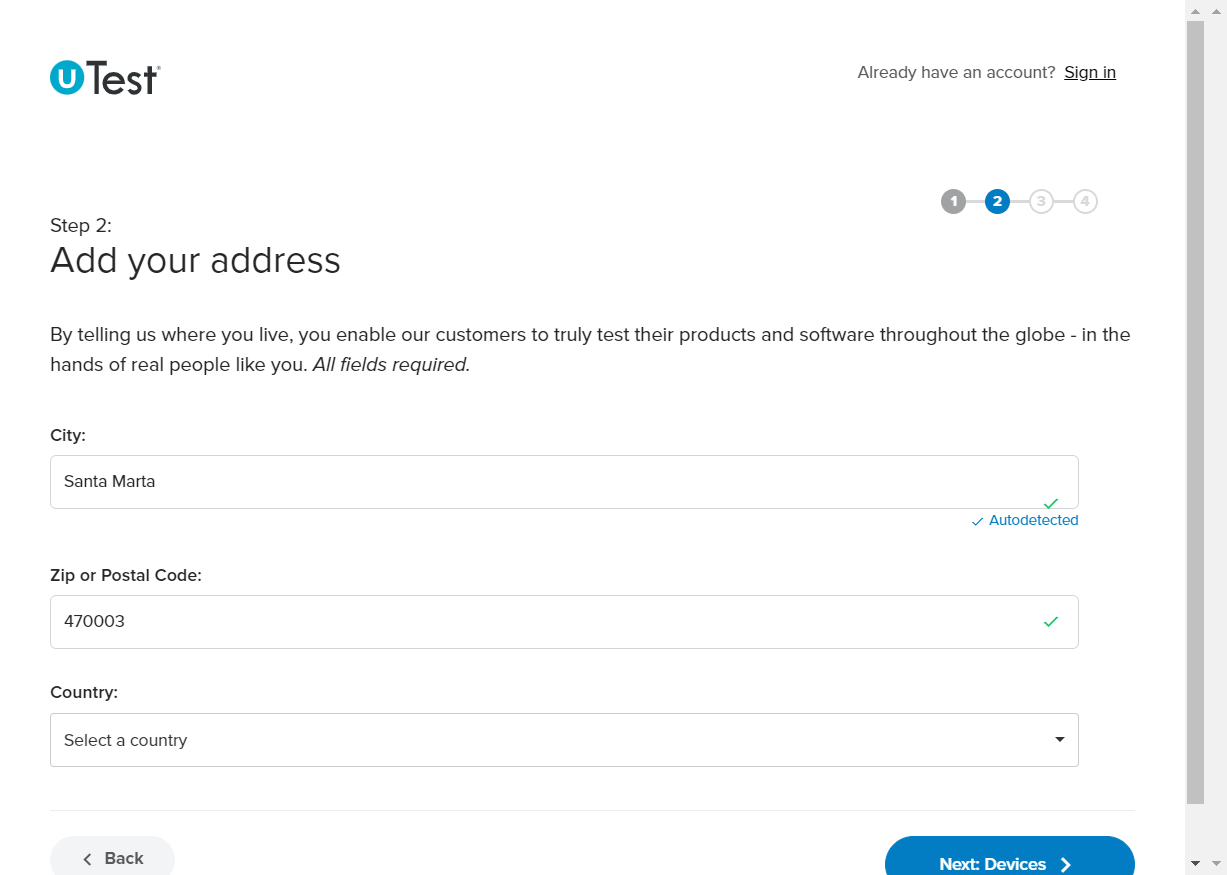 uTest®
Already have an account? Sign in
1 2 3 4
Step 2:
Add your address
By telling us where you live, you enable our customers to truly test their products and software throughout the globe - in the
hands of real people like you. All fields required.
City:
Santa Marta
Autodetected
Zip or Postal Code:
470003
Country:
Select a country
Back
Next: Devices